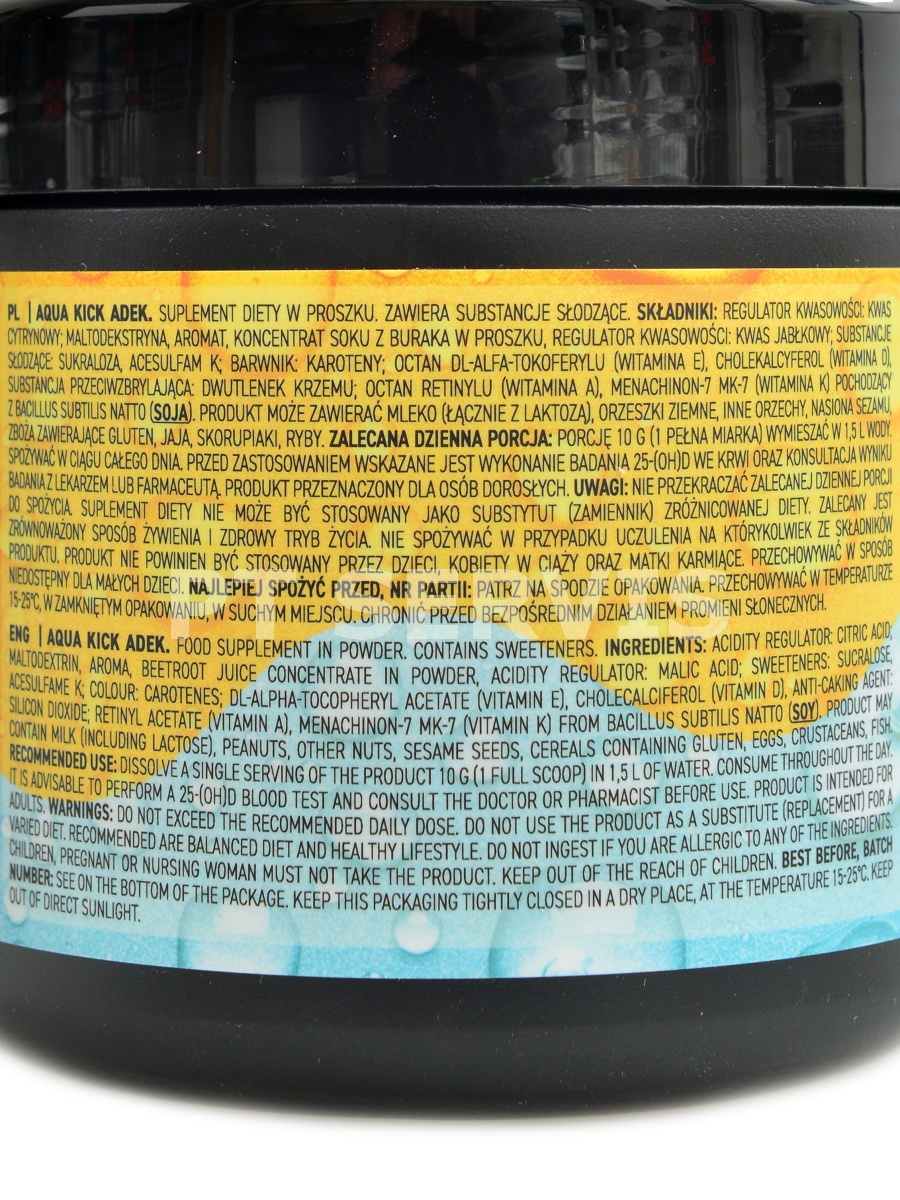 PL | AQUA KICK ADEK. SUPLEMENT DIETY W PROSZKU. ZAWIERA SUBSTANCJE SŁODZĄCE. SKŁADNIKI: REGULATOR KWASOWOŚCI: KWAS
CYTRYNOWY; MALTODEKSTRYNA, AROMAT, KONCENTRAT SOKU Z BURAKA W PROSZKU, REGULATOR KWASOWOŚCI: KWAS JABŁKOWY; SUBSTANCJE
SŁODZĄCE: SUKRALOZA, ACESULFAM K; BARWNIK: KAROTENY; OCTAN DL-ALFA-TOKOFERYLU (WITAMINA E), CHOLEKALCYFEROL (WITAMINA D),
SUBSTANCJA PRZECIWZBRYLAJĄCA: DWUTLENEK KRZEMU; OCTAN RETINYLU (WITAMINA A), MENACHINON-7 MK-7 (WITAMINA K) POCHODZĄCY
Z BACILLUS SUBTILIS NATTO (SOJA). PRODUKT MOŻE ZAWIERAĆ MLEKO (ŁĄCZNIE Z LAKTOZĄ), ORZESZKI ZIEMNE, INNE ORZECHY, NASIONA SEZAMU,
ZBOŻA ZAWIERAJĄCE GLUTEN, JAJA, SKORUPIAKI, RYBY. ZALECANA DZIENNA PORCJA: PORCJĘ 10 G (1 PEŁNA MIARKA) WYMIESZAĆ W 1,5 L WODY.
SPOŻYWAĆ W CIĄGU CAŁEGO DNIA. PRZED ZASTOSOWANIEM WSKAZANE JEST WYKONANIE BADANIA 25-(OH)D WE KRWI ORAZ KONSULTACJA WYNIKU
BADANIA Z LEKARZEM LUB FARMACEUTĄ. PRODUKT PRZEZNACZONY DLA OSÓB DOROSŁYCH. UWAGI: NIE PRZEKRACZAĆ ZALECANEJ DZIENNEJ PORCJI
DO SPOŻYCIA. SUPLEMENT DIETY NIE MOŻE BYĆ STOSOWANY JAKO SUBSTYTUT (ZAMIENNIK) ZRÓŻNICOWANEJ DIETY. ZALECANY JEST
ZRÓWNOWAŻONY SPOSÓB ŻYWIENIA I ZDROWY TRYB ŻYCIA. NIE SPOŻYWAĆ W PRZYPADKU UCZULENIA NA KTÓRYKOLWIEK ZE SKŁADNIKÓW
PRODUKTU. PRODUKT NIE POWINIEN BYĆ STOSOWANY PRZEZ DZIECI, KOBIETY W CIĄŻY ORAZ MATKI KARMIĄCE. PRZECHOWYWAĆ W SPOSÓB
NIEDOSTĘPNY DLA MAŁYCH DZIECI. NAJLEPIEJ SPOŻYĆ PRZED, NR PARTII: PATRZ NA SPODZIE OPAKOWANIA. PRZECHOWYWAĆ W TEMPERATURZE
15-25°C, W ZAMKNIĘTYM OPAKOWANIU, W SUCHYM MIEJSCU. CHRONIĆ PRZED BEZPOŚREDNIM DZIAŁANIEM PROMIENI SŁONECZNYCH.
ENG | AQUA KICK ADEK. FOOD SUPPLEMENT IN POWDER. CONTAINS SWEETENERS. INGREDIENTS: ACIDITY REGULATOR: CITRIC ACID;
MALTODEXTRIN, AROMA, BEETROOT JUICE CONCENTRATE IN POWDER, ACIDITY REGULATOR: MALIC ACID; SWEETENERS: SUCRALOSE,
ACESULFAME K; COLOUR: CAROTENES; DL-ALPHA-TOCOPHERYL ACETATE (VITAMIN E), CHOLECALCIFEROL (VITAMIN D), ANTI-CAKING AGENT:
SILICON DIOXIDE; RETINYL ACETATE (VITAMIN A), MENACHINON-7 MK-7 (VITAMIN K) FROM BACILLUS SUBTILIS NATTO (SOY). PRODUCT MAY
CONTAIN MILK (INCLUDING LACTOSE), PEANUTS, OTHER NUTS, SESAME SEEDS, CEREALS CONTAINING GLUTEN, EGGS, CRUSTACEANS, FISH.
RECOMMENDED USE: DISSOLVE A SINGLE SERVING OF THE PRODUCT 10 G (1 FULL SCOOP) IN 1,5 L OF WATER. CONSUME THROUGHOUT THE DAY.
IT IS ADVISABLE TO PERFORM A 25-(OH)D BLOOD TEST AND CONSULT THE DOCTOR OR PHARMACIST BEFORE USE. PRODUCT IS INTENDED FOR
ADULTS. WARNINGS: DO NOT EXCEED THE RECOMMENDED DAILY DOSE. DO NOT USE THE PRODUCT AS A SUBSTITUTE (REPLACEMENT) FOR A
VARIED DIET. RECOMMENDED ARE BALANCED DIET AND HEALTHY LIFESTYLE. DO NOT INGEST IF YOU ARE ALLERGIC TO ANY OF THE INGREDIENTS.
CHILDREN, PREGNANT OR NURSING WOMAN MUST NOT TAKE THE PRODUCT. KEEP OUT OF THE REACH OF CHILDREN. BEST BEFORE, BATCH
NUMBER: SEE ON THE BOTTOM OF THE PACKAGE. KEEP THIS PACKAGING TIGHTLY CLOSED IN A DRY PLACE, AT THE TEMPERATURE 15-25°C. KEEP
OUT OF DIRECT SUNLIGHT.